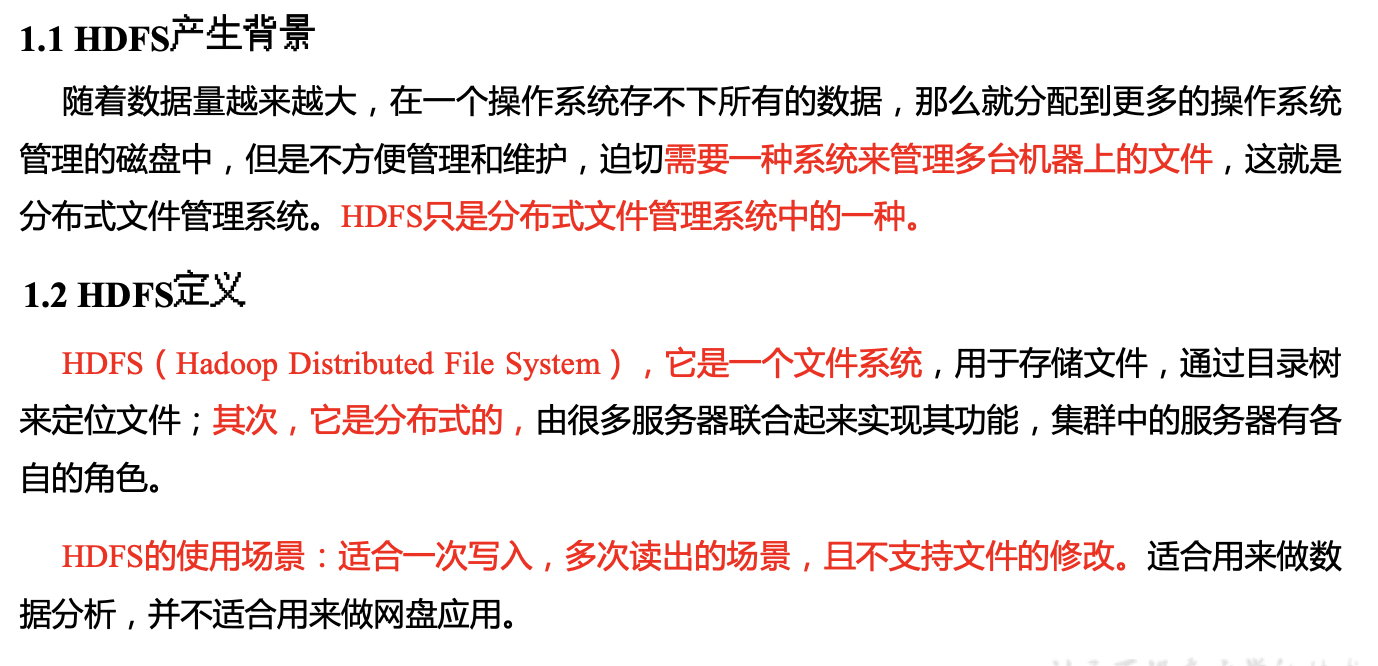 1.1 HDFS产生背景
随着数据量越来越大，在一个操作系统存不下所有的数据，那么就分配到更多的操作系统
管理的磁盘中，但是不方便管理和维护，迫切需要一种系统来管理多台机器上的文件，这就是
分布式文件管理系统。HDFS只是分布式文件管理系统中的一种。
1.2 HDFS定义
HDFS（Hadoop Distributed File System），它是一个文件系统，用于存储文件，通过目录树
来定位文件；其次，它是分布式的，由很多服务器联合起来实现其功能，集群中的服务器有各
自的角色。
HDFS的使用场景：适合一次写入，多次读出的场景，且不支持文件的修改。适合用来做数
据分析，并不适合用来做网盘应用。